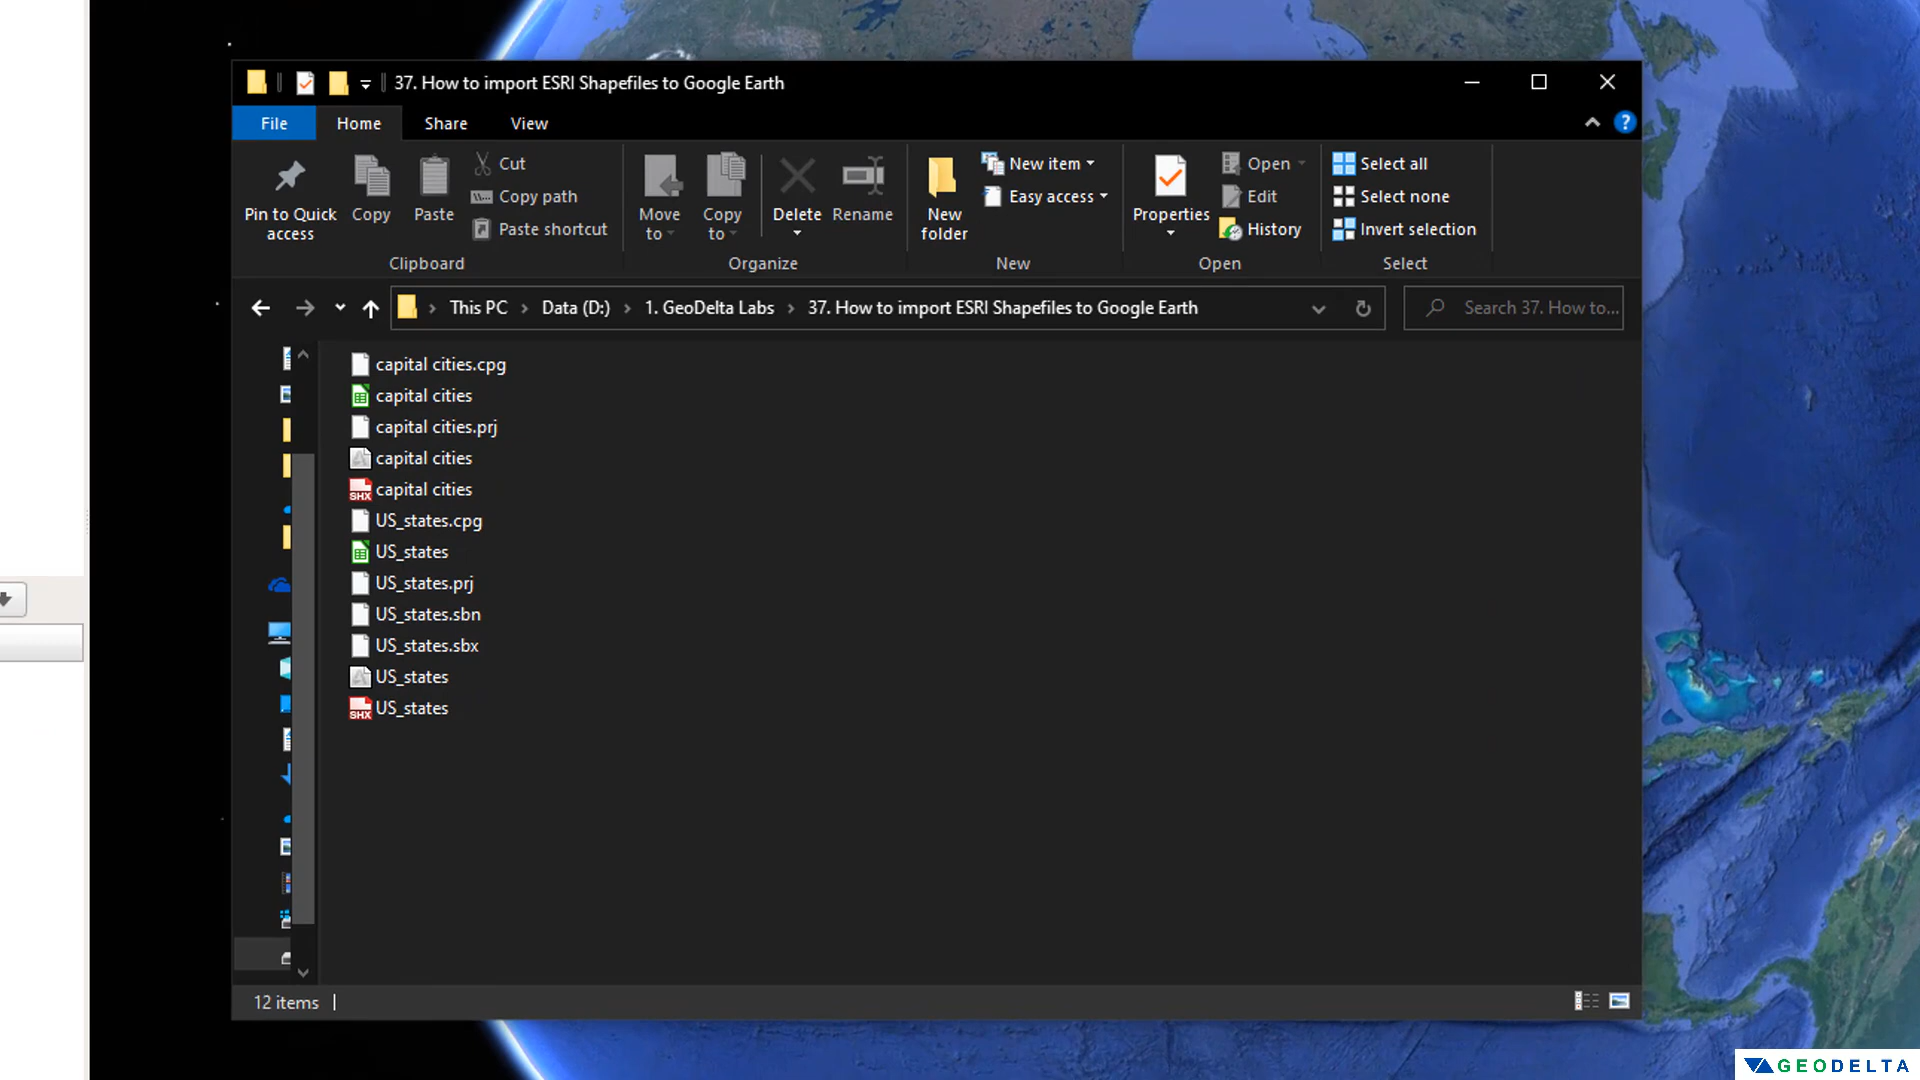 37. How to import ESRI Shapefiles to Google Earth
File Home Share View
Pin to Quick access
Copy
Paste
Cut
Copy path
Paste shortcut
Clipboard
Move to
Copy to
Delete
Rename
Organize
New folder
New item
Easy access
New
Properties
Open
Edit
History
Open
Select all
Select none
Invert selection
Select
This PC › Data (D:) › 1. GeoDelta Labs › 37. How to import ESRI Shapefiles to Google Earth
Search 37. How to...
capital cities.cpg
capital cities
capital cities.prj
capital cities
SHX capital cities
US_states.cpg
US_states
US_states.prj
US_states.sbn
US_states.sbx
US_states
SHX US_states
12 items
GEODELTA